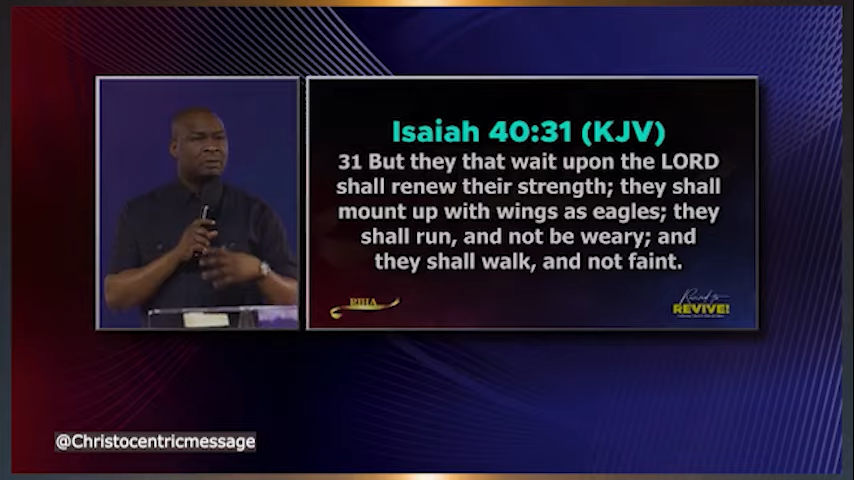 Isaiah 40:31 (KJV)
31 But they that wait upon the LORD
shall renew their strength; they shall
mount up with wings as eagles; they
shall run, and not be weary; and
they shall walk, and not faint.
RIHA
REVIVE!
@Christocentricmessage